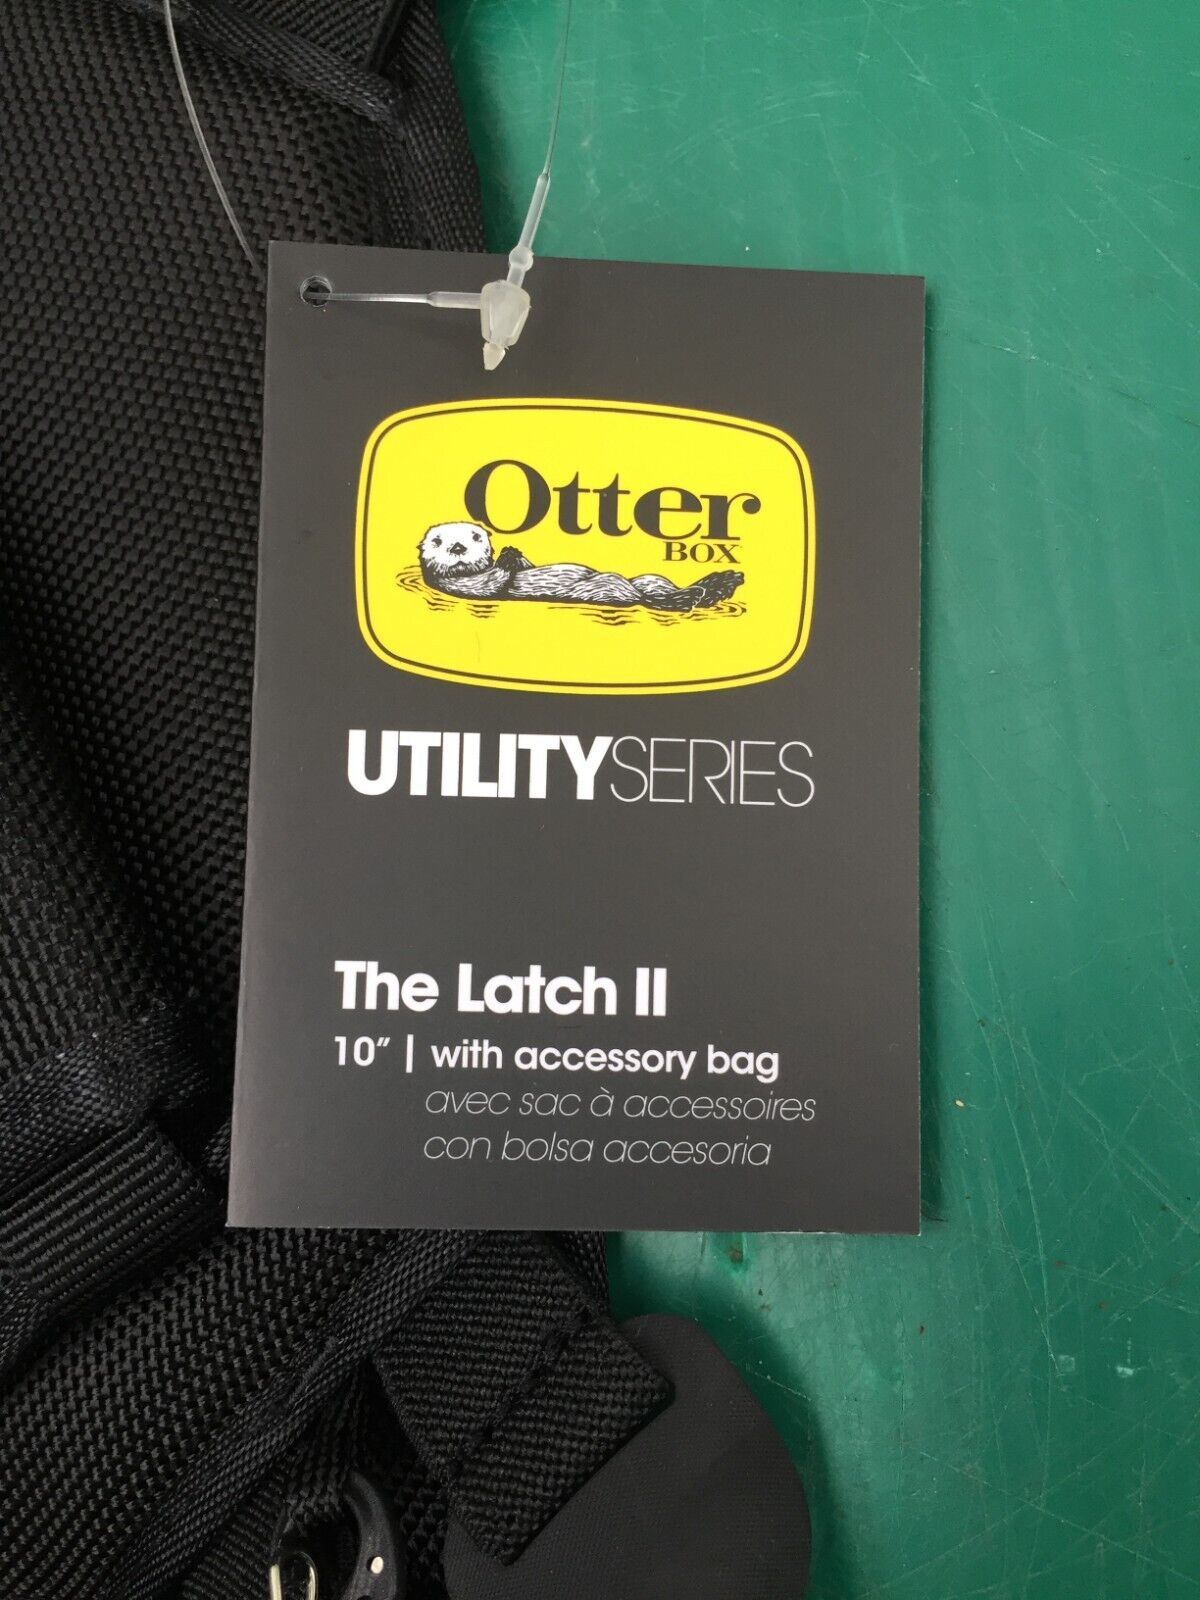 Otter
BOX
UTILITYSERIES
The Latch II
10" | with accessory bag
avec sac à accessoires
con bolsa accesoria